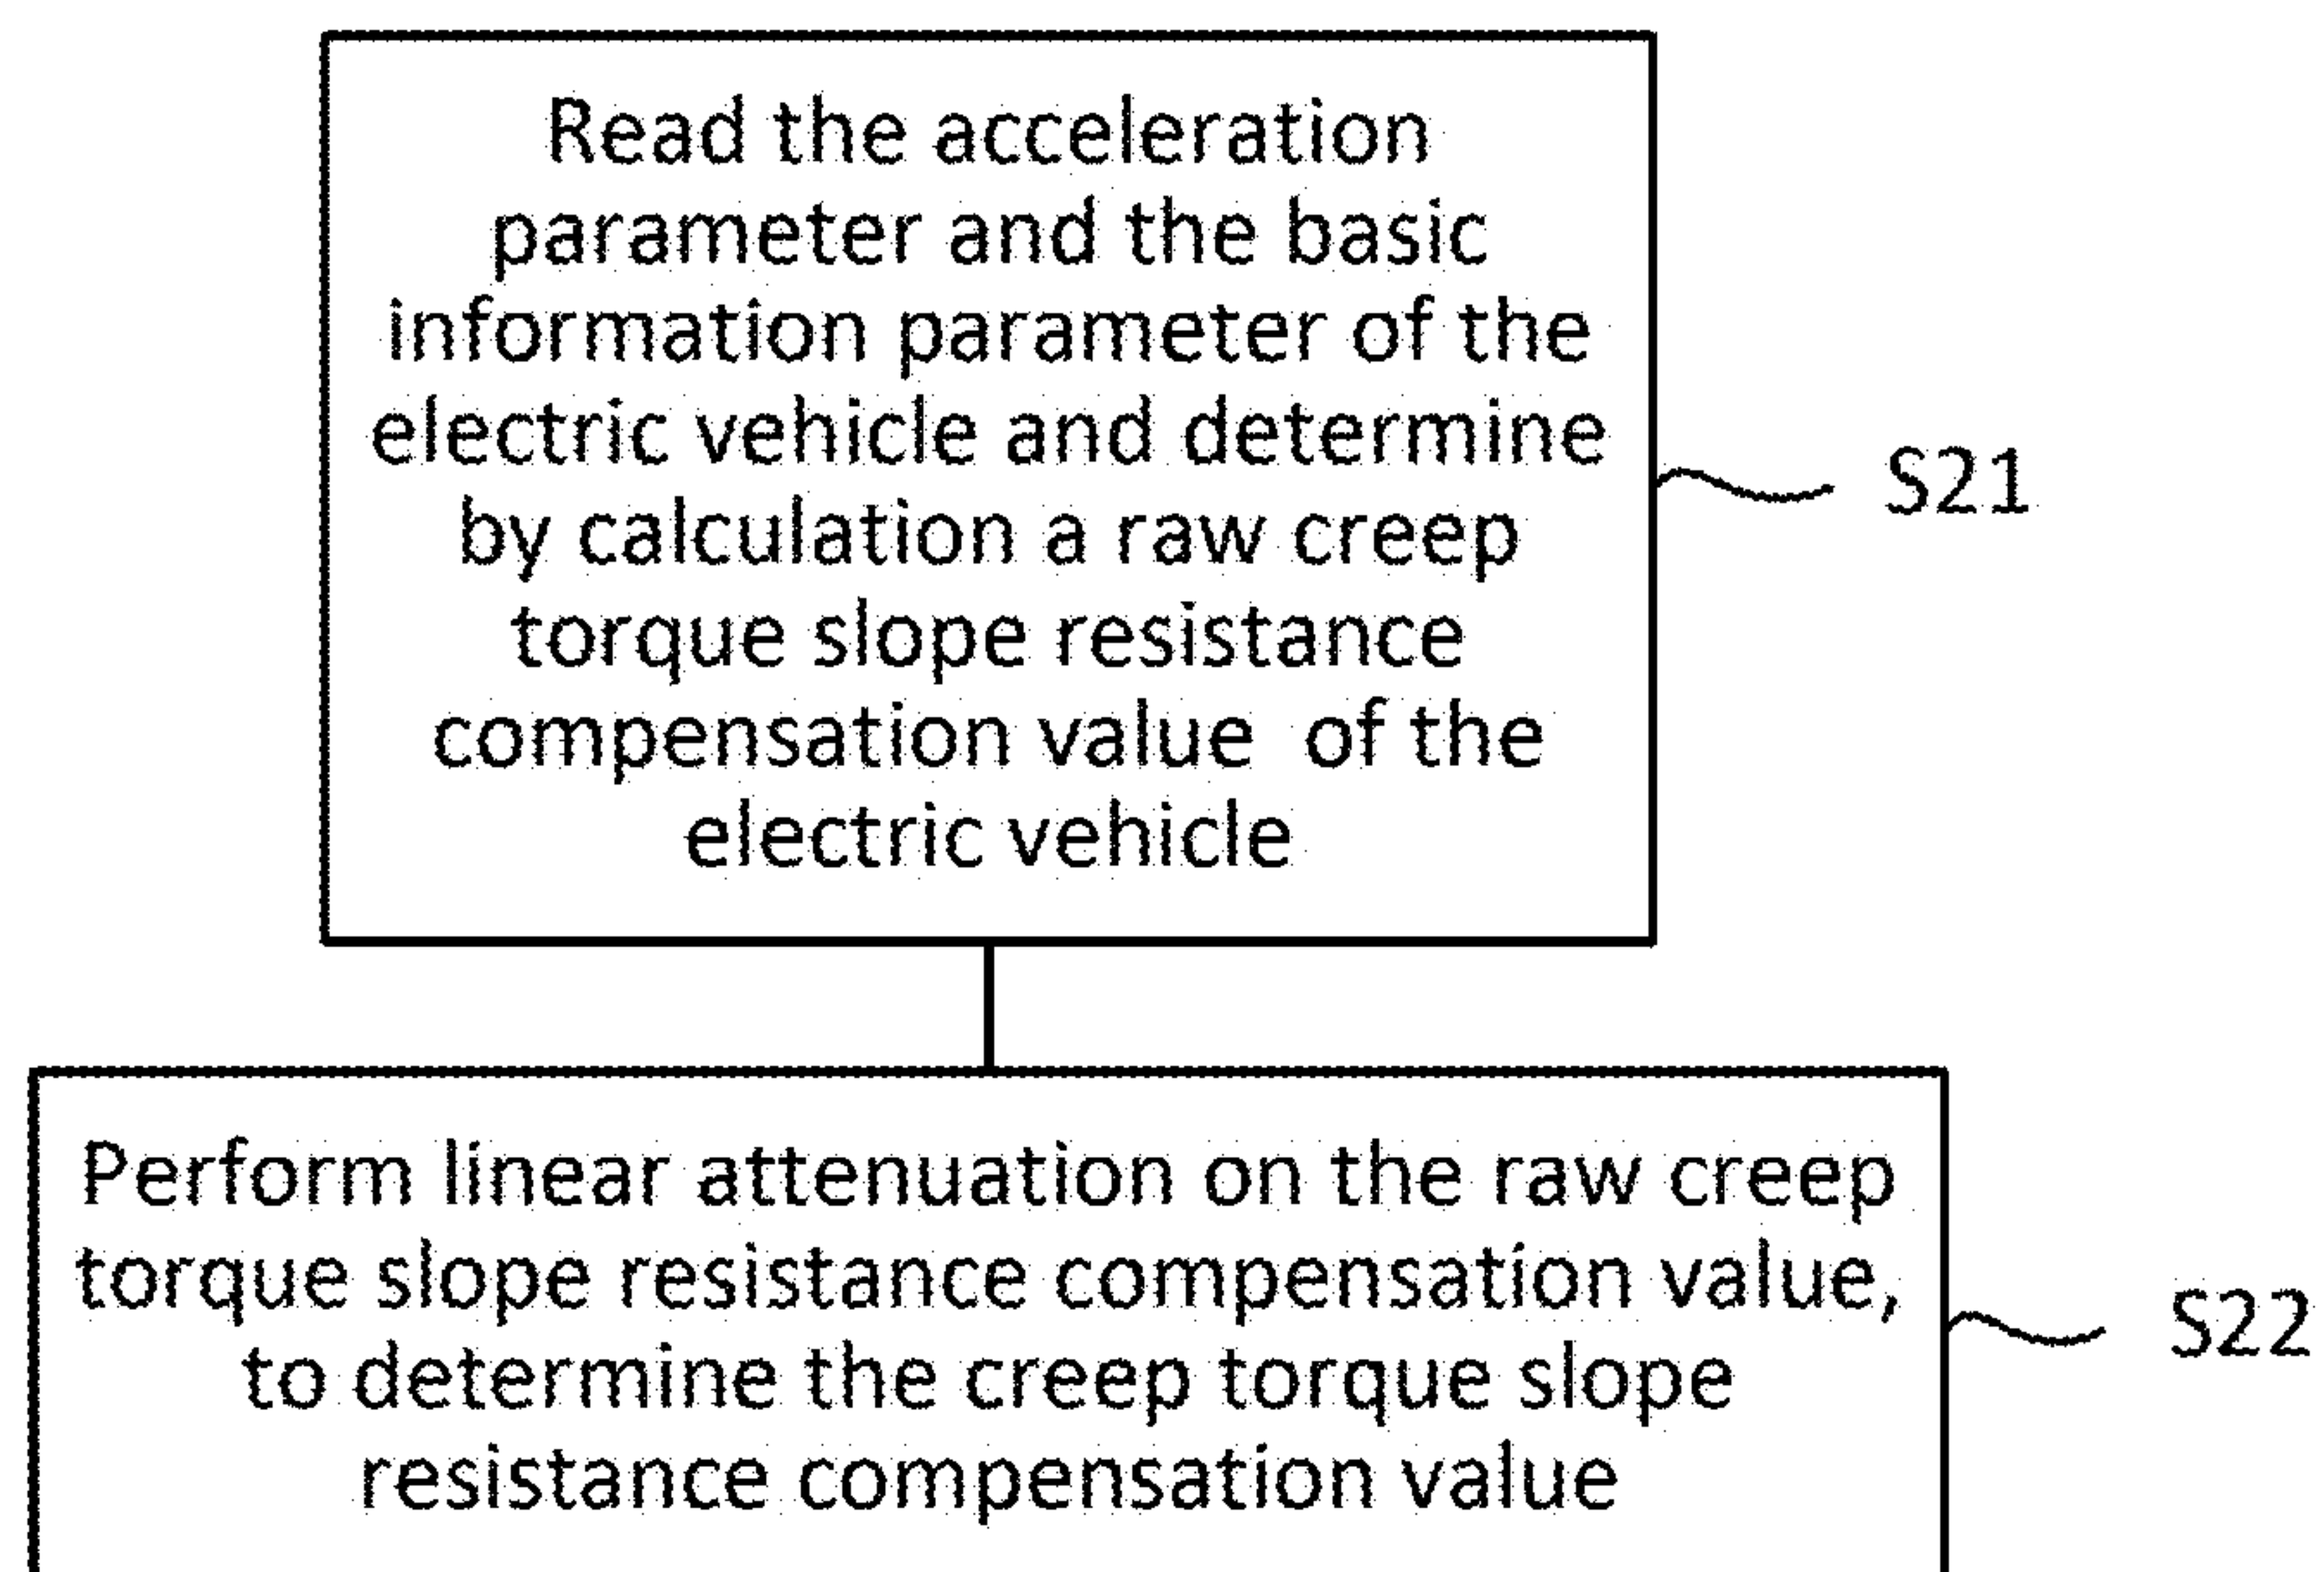 Read the acceleration
parameter and the basic
information parameter of the
electric vehicle and determine
by calculation a raw creep
torque slope resistance
compensation value  of the
electric vehicle
S21
Perform linear attenuation on the raw creep
torque slope resistance compensation value,
to determine the creep torque slope
resistance compensation value
S22